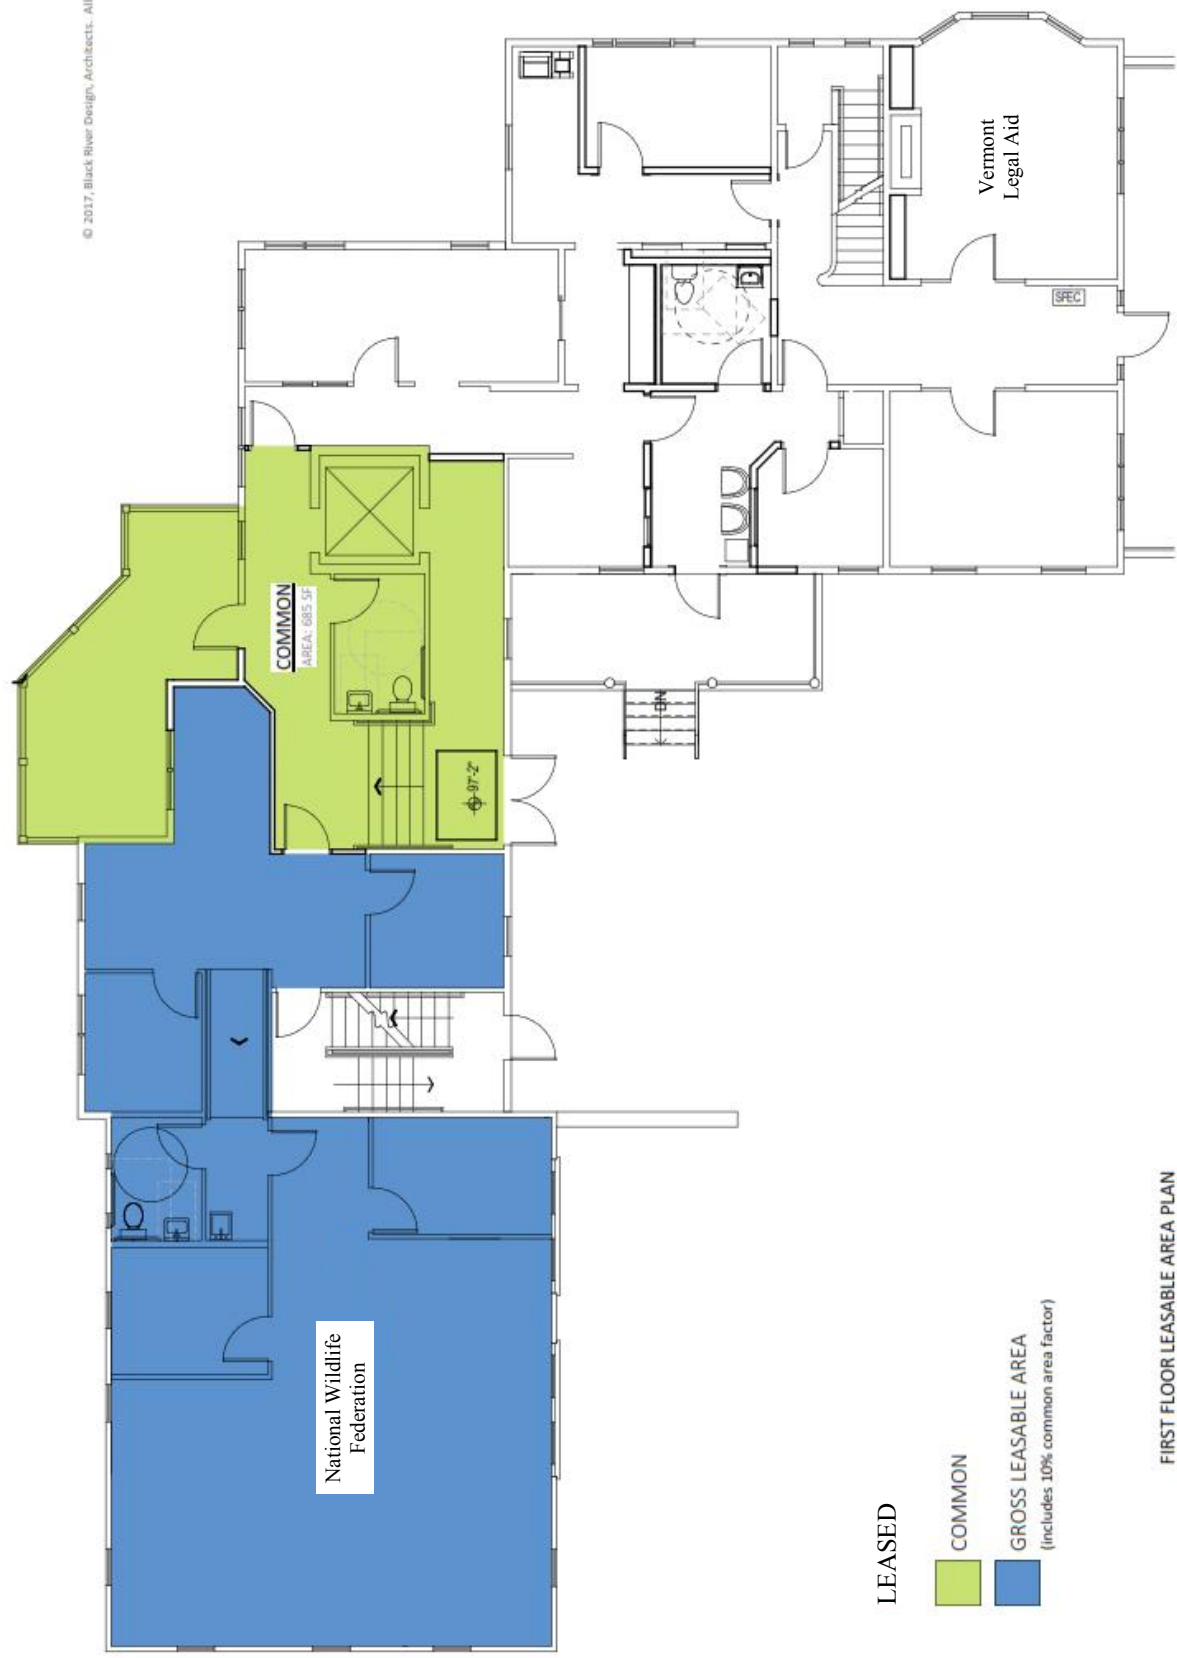 © 2017, Black River Design, Architects. All
Vermont
Legal Aid
SPEC
COMMON
AREA: 685 SF
DN
97'-2"
National Wildlife
Federation
LEASED
COMMON
GROSS LEASABLE AREA
(includes 10% common area factor)
FIRST FLOOR LEASABLE AREA PLAN